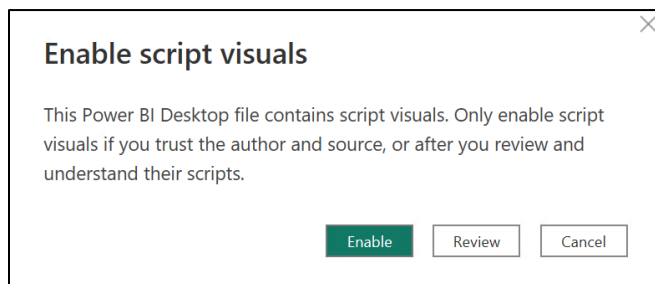 Enable script visuals
This Power BI Desktop file contains script visuals. Only enable script
visuals if you trust the author and source, or after you review and
understand their scripts.
Enable
Review
Cancel